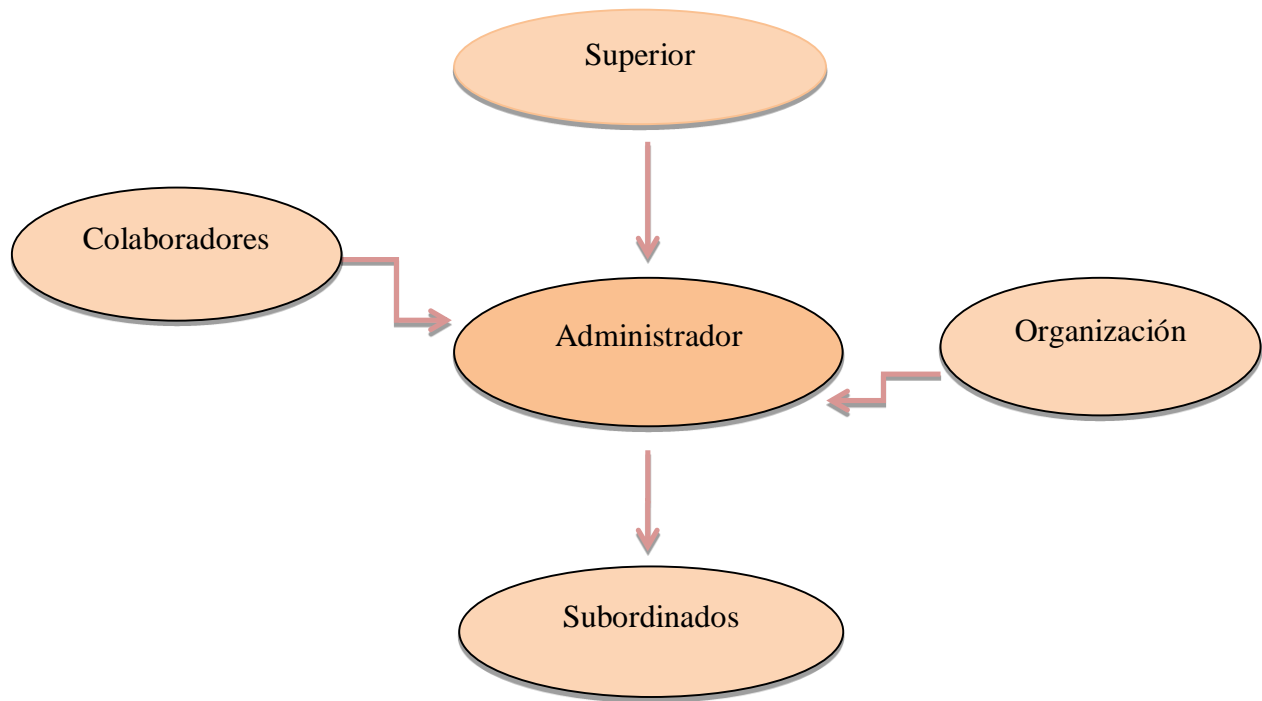 Superior
Colaboradores
Administrador
Organización
Subordinados